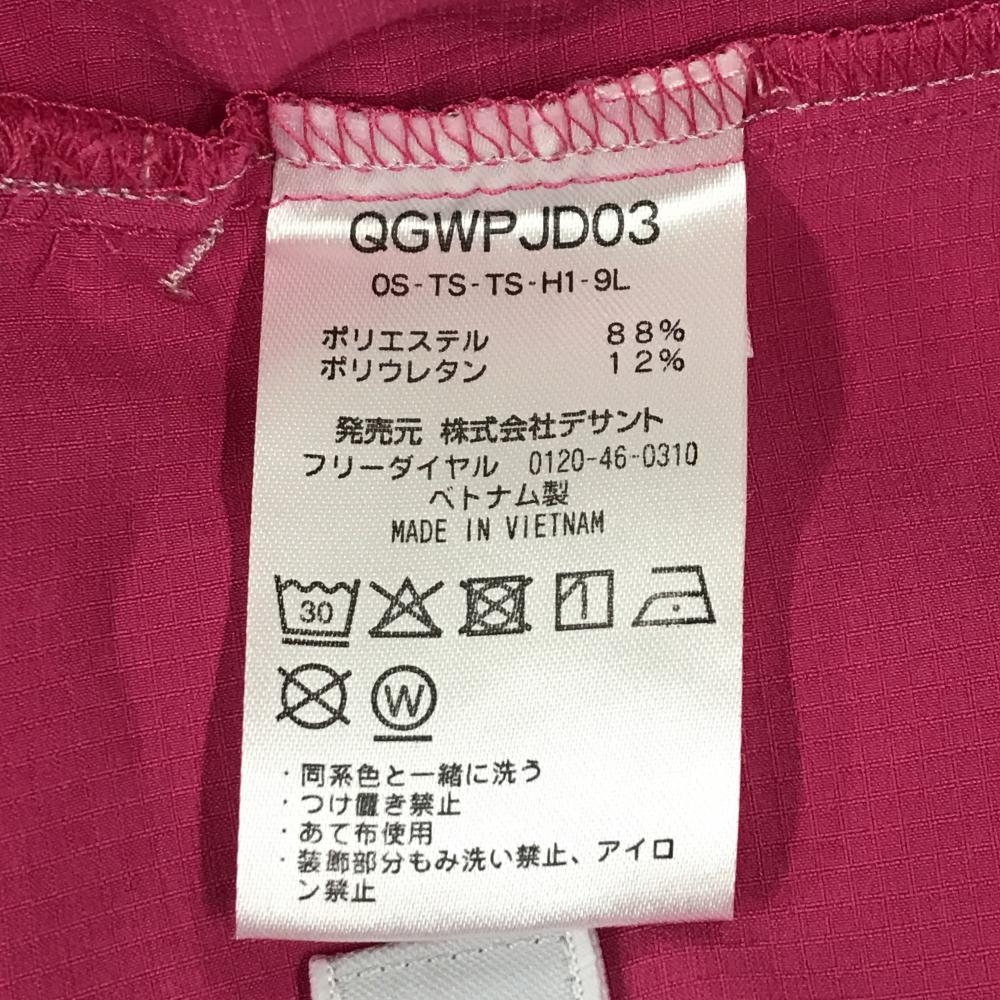 QGWPJD03
OS-TS-TS-H1-9L
ポリエステル 88%
ポリウレタン 12%
発売元 株式会社デサント
フリーダイヤル 0120-46-0310
ベトナム製
MADE IN VIETNAM
30
W
・同系色と一緒に洗う
・つけ置き禁止
・あて布使用
・装飾部分もみ洗い禁止、アイロ
ン禁止